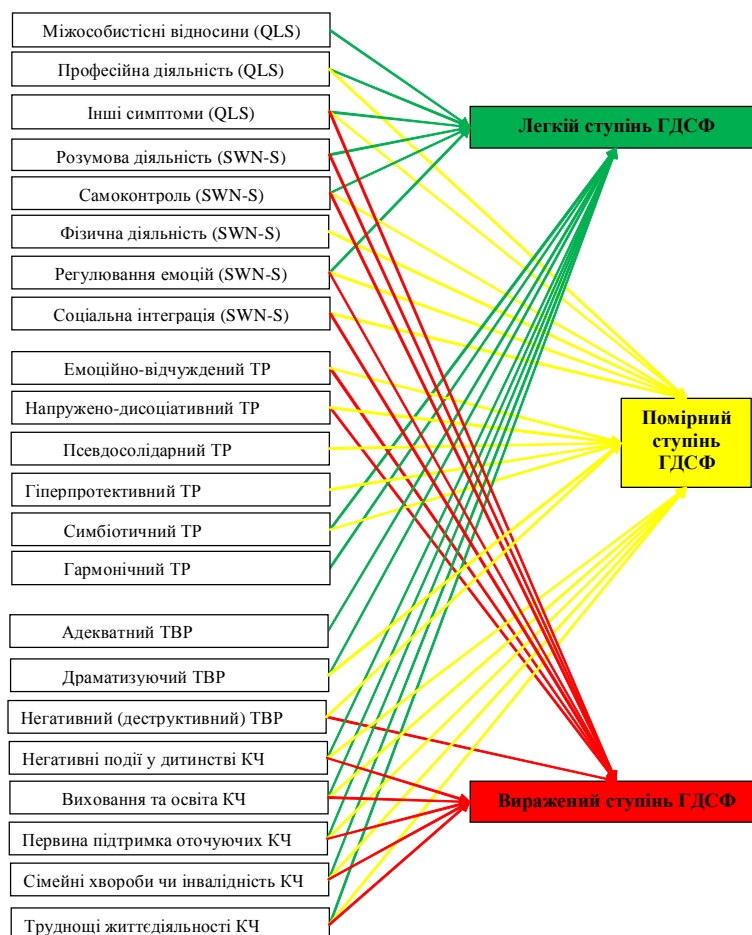 Міжособистісні відносини (QLS)
Професійна діяльність (QLS)
Інші симптоми (QLS)
Розумова діяльність (SWN-S)
Самоконтроль (SWN-S)
Фізична діяльність (SWN-S)
Регулювання емоцій (SWN-S)
Соціальна інтеграція (SWN-S)
Емоційно-відчуждений ТР
Напружено-дисоціативний ТР
Псевдосолідарний ТР
Гіперпротективний ТР
Симбіотичний ТР
Гармонічний ТР
Адекватний ТВР
Драматизуючий ТВР
Негативний (деструктивний) ТВР
Негативні події у дитинстві КЧ
Виховання та освіта КЧ
Первина підтримка оточуючих КЧ
Сімейні хвороби чи інвалідність КЧ
Труднощі життєдіяльності КЧ
Легкій ступінь ГДСФ
Помірний
ступінь
ГДСФ
Виражений ступінь ГДСФ